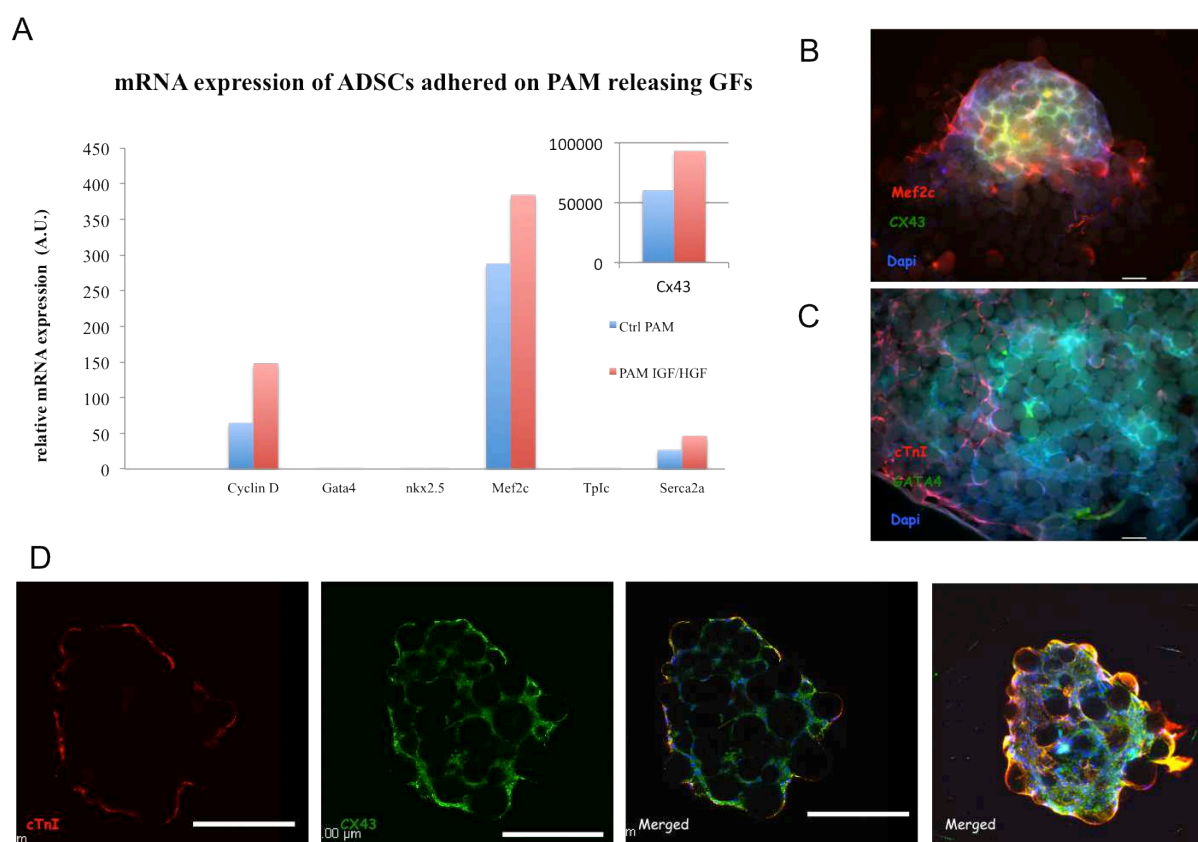 A
mRNA expression of ADSCs adhered on PAM releasing GFs
relative mRNA expression (A.U.)
450
400
350
300
250
200
150
100
50
0
Cyclin D
Gata4
nkx2.5
Mef2c
TpIc
Serca2a
100000
50000
0
Cx43
Ctrl PAM
PAM IGF/HGF
B
Mef2c
CX43
Dapi
C
cTnI
GATA4
Dapi
D
cTnI
m
CX43
.00 µm
Merged
m
Merged